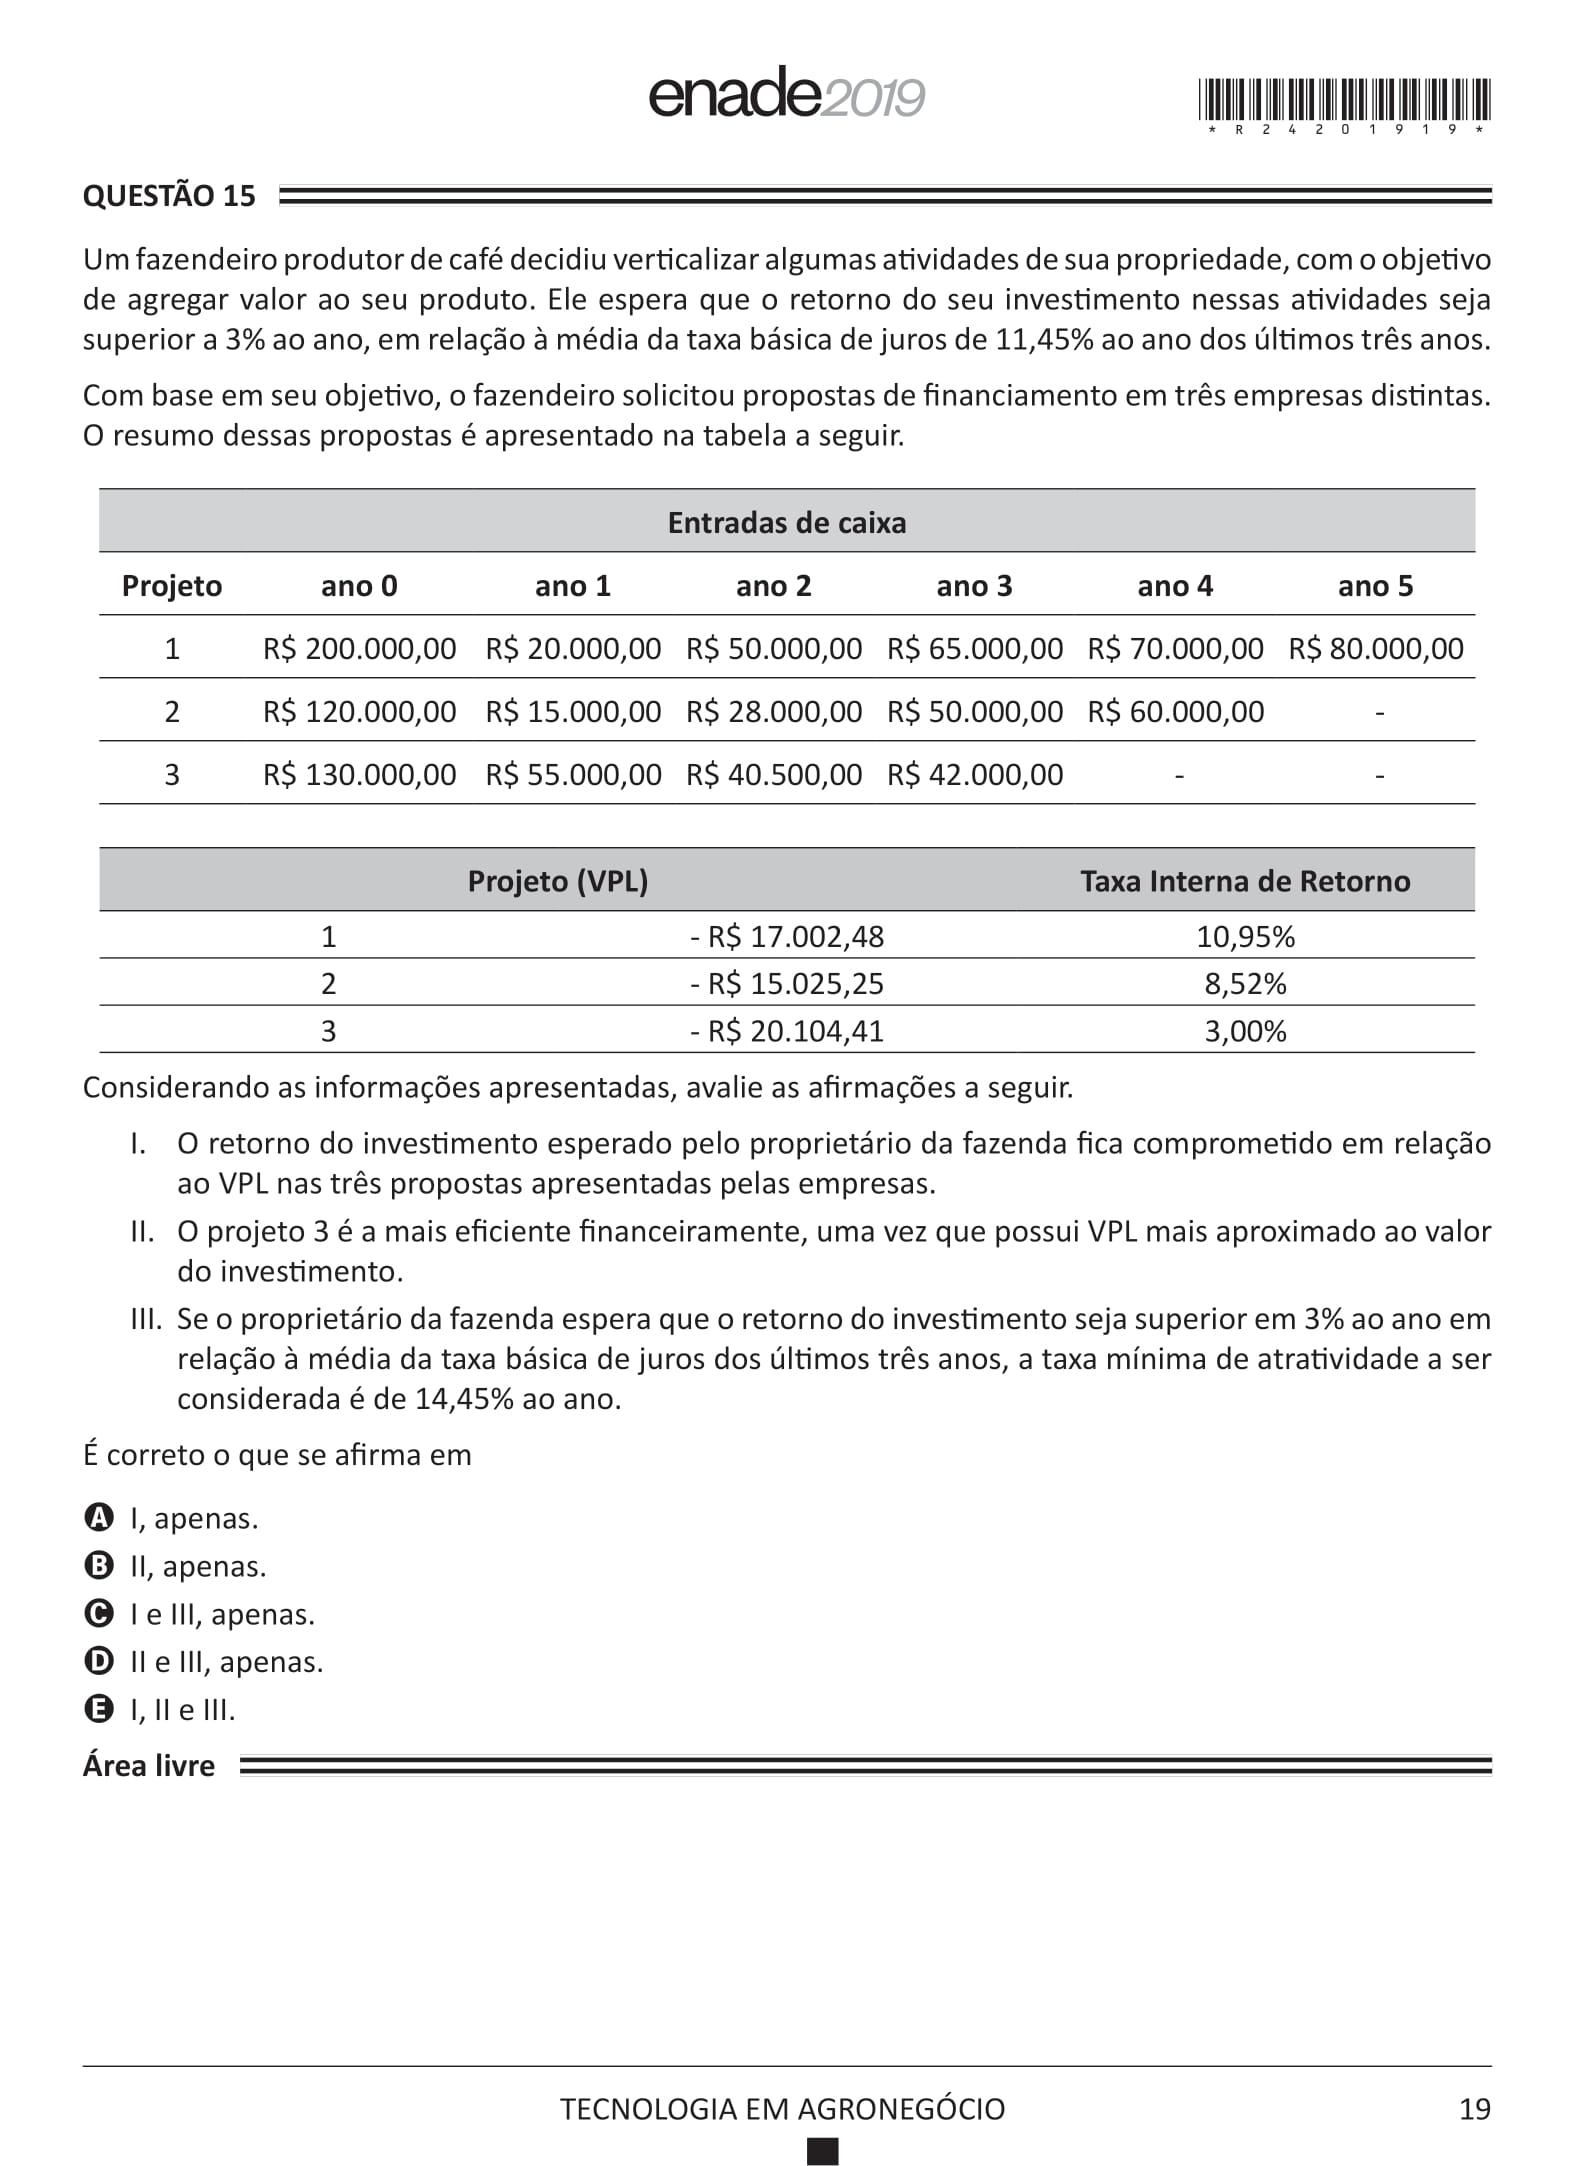 enade2019
*R24201919*
QUESTÃO 15
Um fazendeiro produtor de café decidiu verticalizar algumas atividades de sua propriedade, com o objetivo
de agregar valor ao seu produto. Ele espera que o retorno do seu investimento nessas atividades seja
superior a 3% ao ano, em relação à média da taxa básica de juros de 11,45% ao ano dos últimos três anos.
Com base em seu objetivo, o fazendeiro solicitou propostas de financiamento em três empresas distintas.
O resumo dessas propostas é apresentado na tabela a seguir.
Entradas de caixa
Projeto ano 0 ano 1 ano 2 ano 3 ano 4 ano 5
1 R$ 200.000,00 R$ 20.000,00 R$ 50.000,00 R$ 65.000,00 R$ 70.000,00 R$ 80.000,00
2 R$ 120.000,00 R$ 15.000,00 R$ 28.000,00 R$ 50.000,00 R$ 60.000,00 -
3 R$ 130.000,00 R$ 55.000,00 R$ 40.500,00 R$ 42.000,00 - -
Projeto (VPL) Taxa Interna de Retorno
1 - R$ 17.002,48 10,95%
2 - R$ 15.025,25 8,52%
3 - R$ 20.104,41 3,00%
Considerando as informações apresentadas, avalie as afirmações a seguir.
I. O retorno do investimento esperado pelo proprietário da fazenda fica comprometido em relação
ao VPL nas três propostas apresentadas pelas empresas.
II. O projeto 3 é a mais eficiente financeiramente, uma vez que possui VPL mais aproximado ao valor
do investimento.
III. Se o proprietário da fazenda espera que o retorno do investimento seja superior em 3% ao ano em
relação à média da taxa básica de juros dos últimos três anos, a taxa mínima de atratividade a ser
considerada é de 14,45% ao ano.
É correto o que se afirma em
A I, apenas.
B II, apenas.
C I e III, apenas.
D II e III, apenas.
E I, II e III.
Área livre
TECNOLOGIA EM AGRONEGÓCIO 19